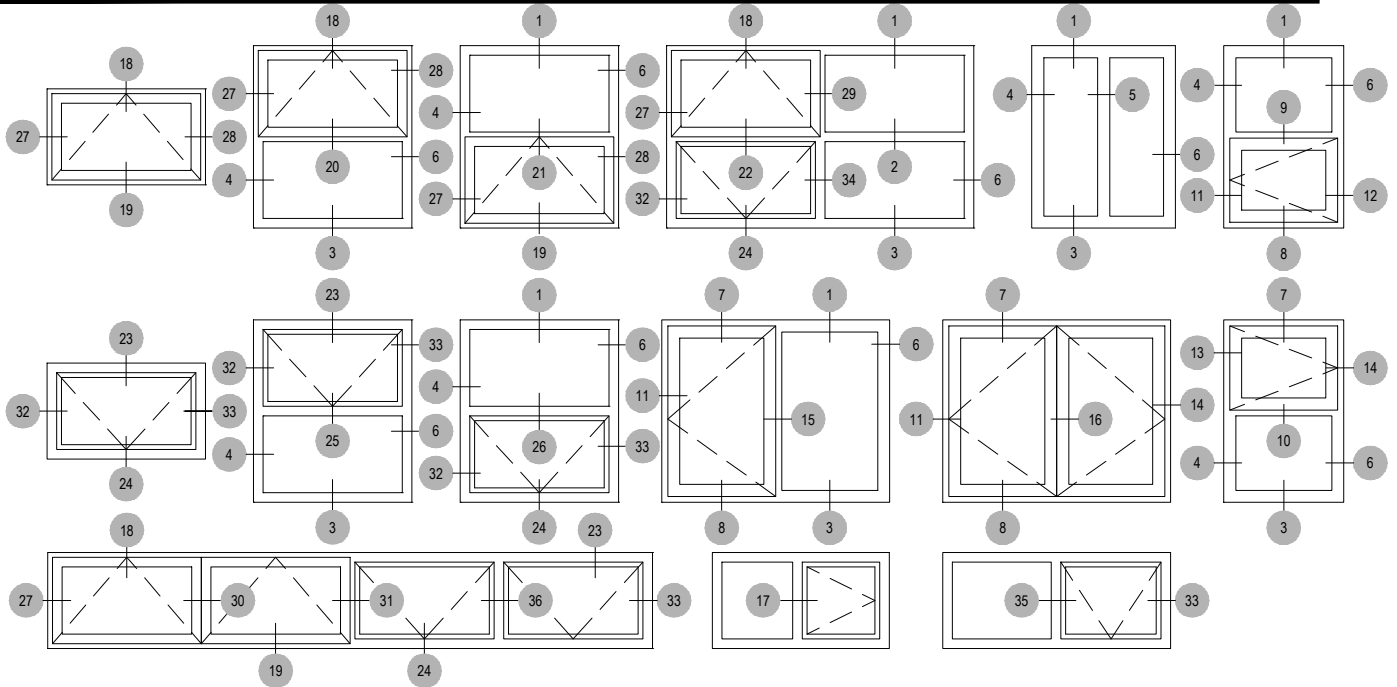 18 1 18 1 1 1
18 28 6 4 5 4 6
27 27 4 27 29 9
27 28 6 28 6
20 21 22 2 11 12
4 27 32 34 6
19 3 19 24 3 3 8
23 1 7 1 7 7
23 32 33 6 6 13 14
32 33 4 11 15 11 16 14
25 6 26 33 10
4 32 4 6
24 3 24 8 3 8 3
18 23
27 30 31 36 33 17 35 33
19 24